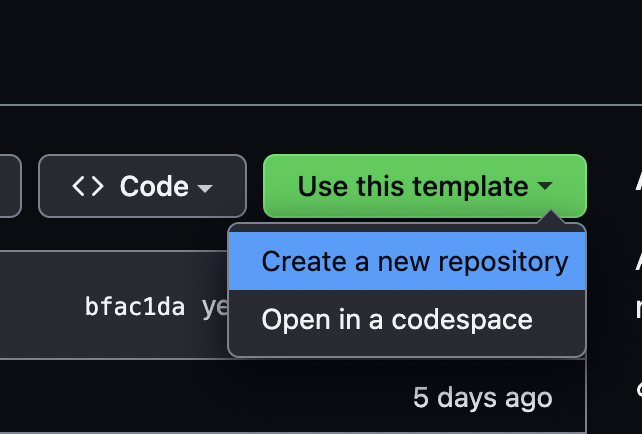 <> Code
Use this template
Create a new repository
bfac1da ye
Open in a codespace
5 days ago